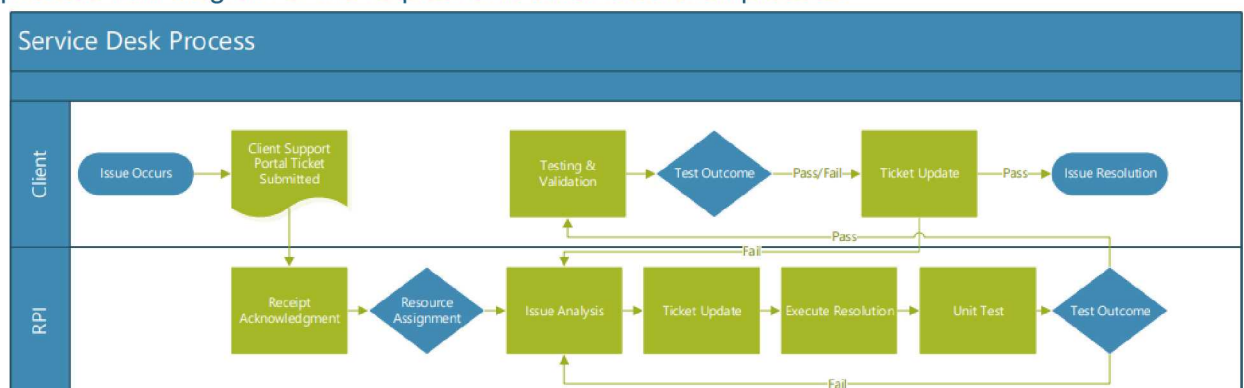 Service Desk Process
Client
Issue Occurs
Client Support
Portal Ticket
Submitted
Testing &
Validation
Test Outcome
Pass/Fail
Ticket Update
Pass
Issue Resolution
Pass
Fail
RPI
Receipt
Acknowledgment
Resource
Assignment
Issue Analysis
Ticket Update
Execute Resolution
Unit Test
Test Outcome
Fail